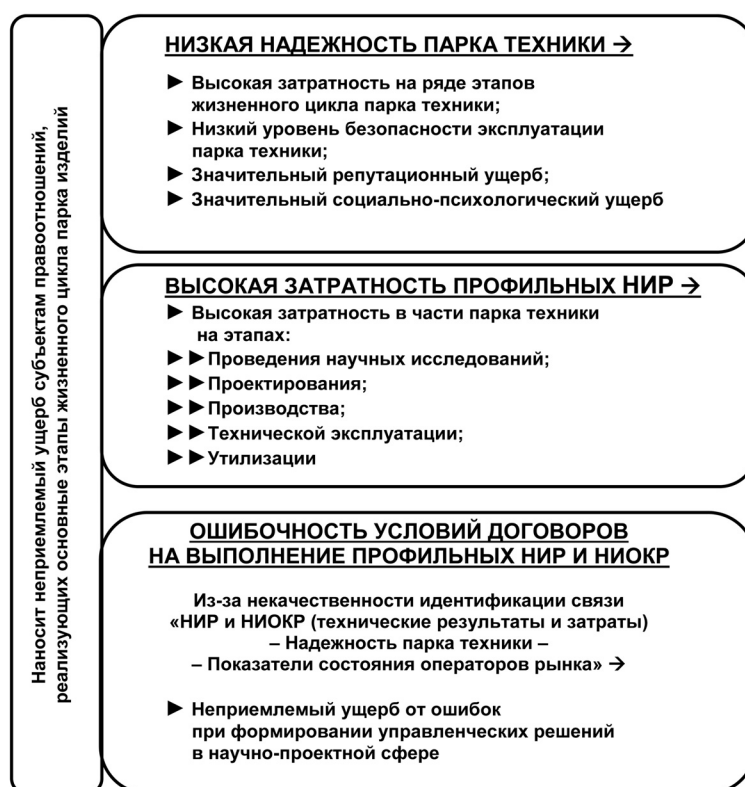 Наносит неприемлемый ущерб субъектам правоотношений,
реализующих основные этапы жизненного цикла парка изделий
НИЗКАЯ НАДЕЖНОСТЬ ПАРКА ТЕХНИКИ →
► Высокая затратность на ряде этапов
жизненного цикла парка техники;
► Низкий уровень безопасности эксплуатации
парка техники;
► Значительный репутационный ущерб;
► Значительный социально-психологический ущерб
ВЫСОКАЯ ЗАТРАТНОСТЬ ПРОФИЛЬНЫХ НИР →
► Высокая затратность в части парка техники
на этапах:
►►Проведения научных исследований;
►►Проектирования;
►►Производства;
►►Технической эксплуатации;
►►Утилизации
ОШИБОЧНОСТЬ УСЛОВИЙ ДОГОВОРОВ
НА ВЫПОЛНЕНИЕ ПРОФИЛЬНЫХ НИР И НИОКР
Из-за некачественности идентификации связи
«НИР и НИОКР (технические результаты и затраты)
– Надежность парка техники –
– Показатели состояния операторов рынка» →
► Неприемлемый ущерб от ошибок
при формировании управленческих решений
в научно-проектной сфере